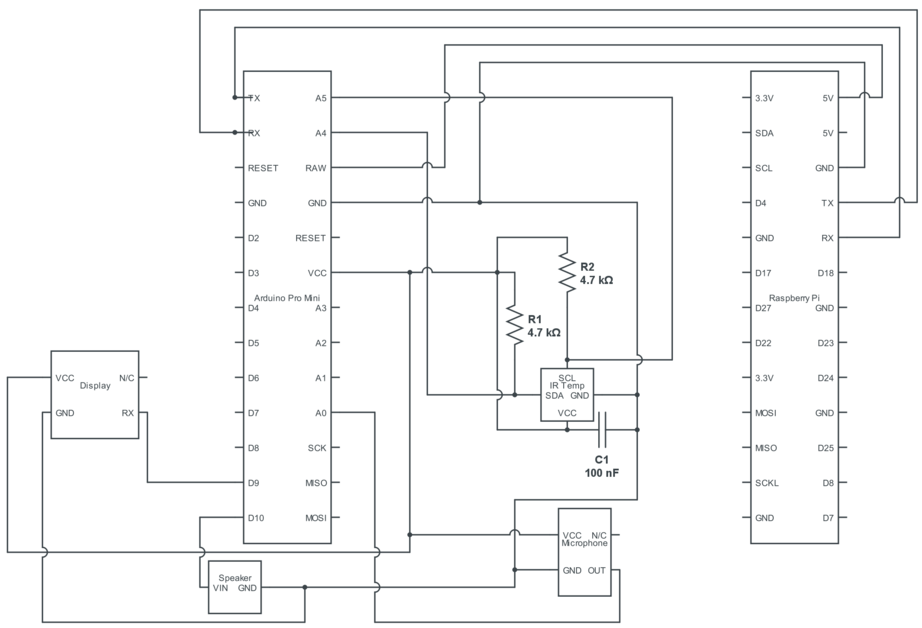 TX
A5
RX
A4
RESET
RAW
GND
GND
D2
RESET
D3
VCC
Arduino Pro Mini
D4
A3
D5
A2
D6
A1
D7
A0
D8
SCK
D9
MISO
D10
MOSI
3.3V
5V
SDA
5V
SCL
GND
D4
TX
GND
RX
D17
D18
Raspberry Pi
D27
GND
D22
D23
3.3V
D24
MOSI
GND
MISO
D25
SCKL
D8
GND
D7
R2
4.7 kΩ
R1
4.7 kΩ
SCL
IR Temp
SDA GND
VCC
C1
100 nF
VCC
N/C
Display
GND
RX
Speaker
VIN GND
VCC N/C
Microphone
GND OUT